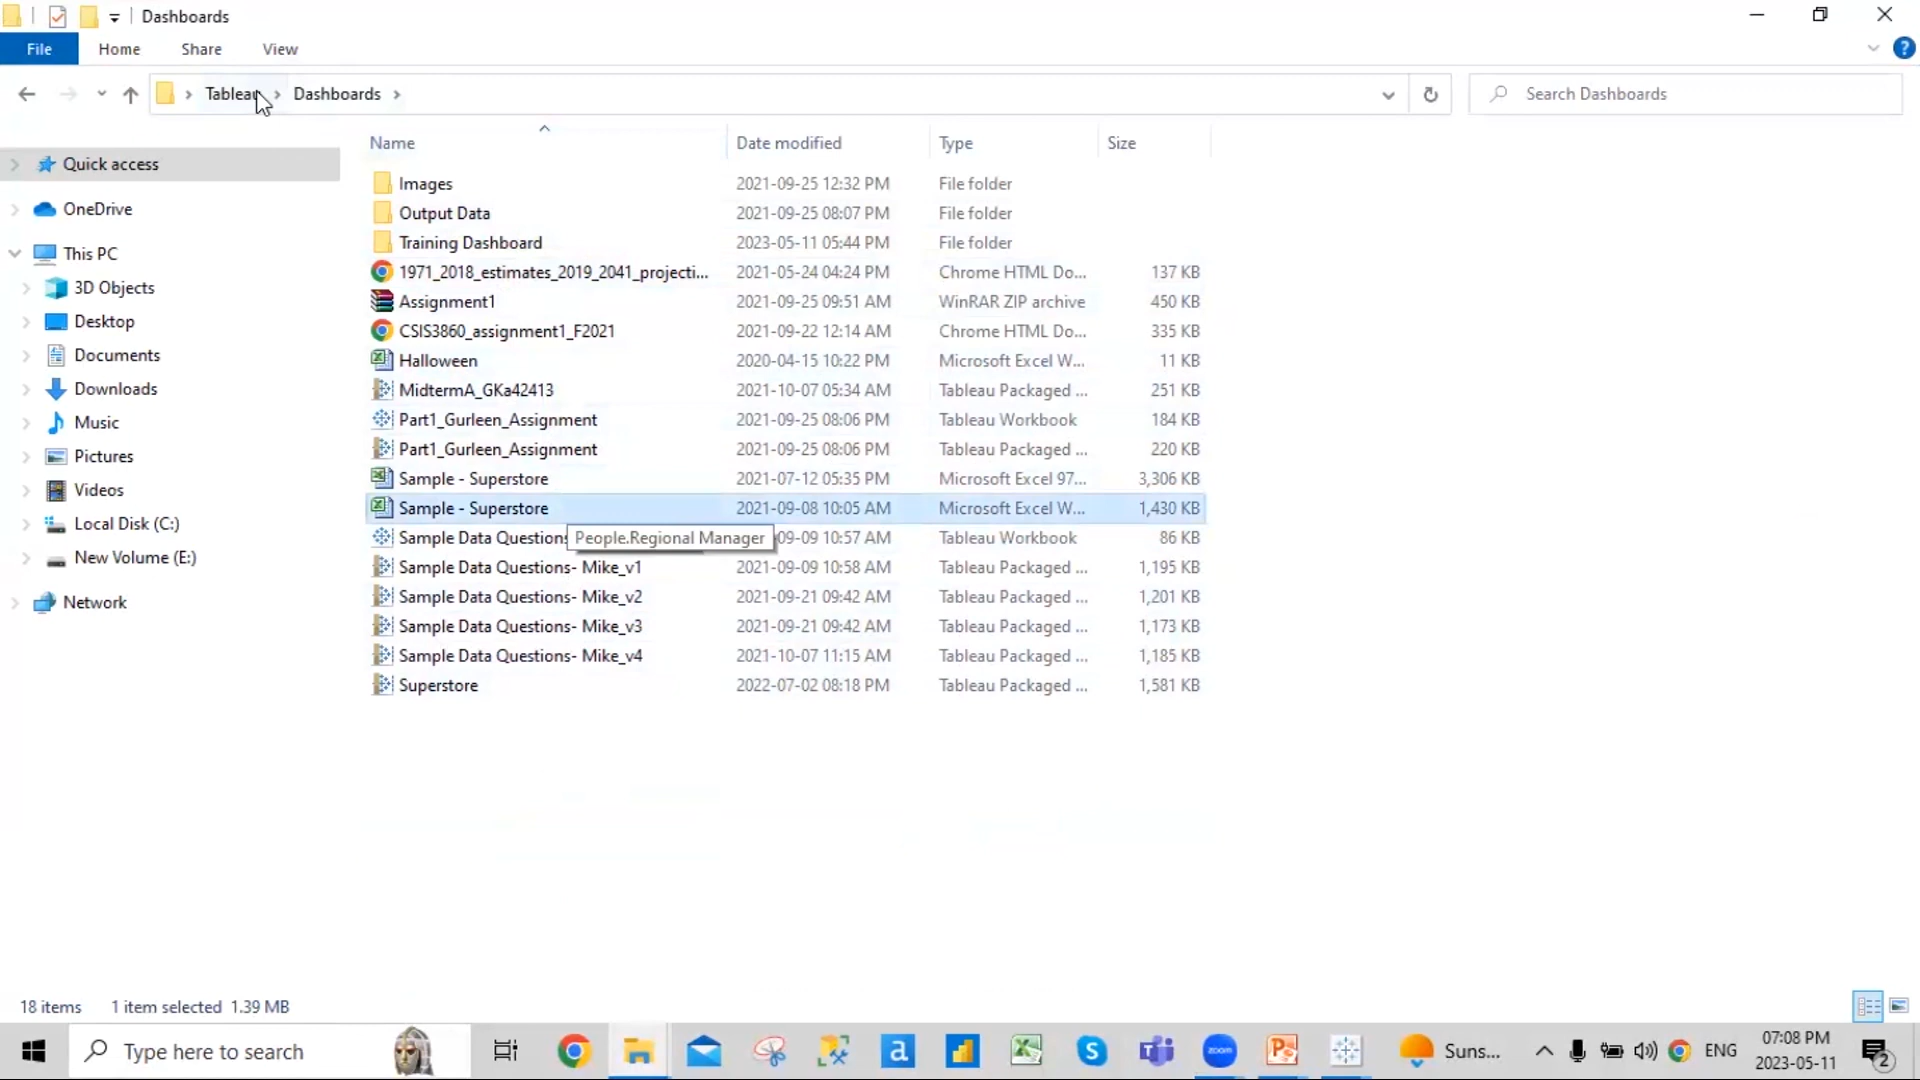 Dashboards
File Home Share View
Tableau Dashboards Search Dashboards
Name Date modified Type Size
Quick access
OneDrive
This PC
3D Objects
Desktop
Documents
Downloads
Music
Pictures
Videos
Local Disk (C:)
New Volume (E:)
Network
Images 2021-09-25 12:32 PM File folder
Output Data 2021-09-25 08:07 PM File folder
Training Dashboard 2023-05-11 05:44 PM File folder
1971_2018_estimates_2019_2041_projecti... 2021-05-24 04:24 PM Chrome HTML Do... 137 KB
Assignment1 2021-09-25 09:51 AM WinRAR ZIP archive 450 KB
CSIS3860_assignment1_F2021 2021-09-22 12:14 AM Chrome HTML Do... 335 KB
Halloween 2020-04-15 10:22 PM Microsoft Excel W... 11 KB
MidtermA_GKa42413 2021-10-07 05:34 AM Tableau Packaged ... 251 KB
Part1_Gurleen_Assignment 2021-09-25 08:06 PM Tableau Workbook 184 KB
Part1_Gurleen_Assignment 2021-09-25 08:06 PM Tableau Packaged ... 220 KB
Sample - Superstore 2021-07-12 05:35 PM Microsoft Excel 97... 3,306 KB
Sample - Superstore 2021-09-08 10:05 AM Microsoft Excel W... 1,430 KB
Sample Data Questions People.Regional Manager 09-09 10:57 AM Tableau Workbook 86 KB
Sample Data Questions- Mike_v1 2021-09-09 10:58 AM Tableau Packaged ... 1,195 KB
Sample Data Questions- Mike_v2 2021-09-21 09:42 AM Tableau Packaged ... 1,201 KB
Sample Data Questions- Mike_v3 2021-09-21 09:42 AM Tableau Packaged ... 1,173 KB
Sample Data Questions- Mike_v4 2021-10-07 11:15 AM Tableau Packaged ... 1,185 KB
Superstore 2022-07-02 08:18 PM Tableau Packaged ... 1,581 KB
18 items 1 item selected 1.39 MB
Type here to search a S zoom Suns... ENG 07:08 PM
2023-05-11 2